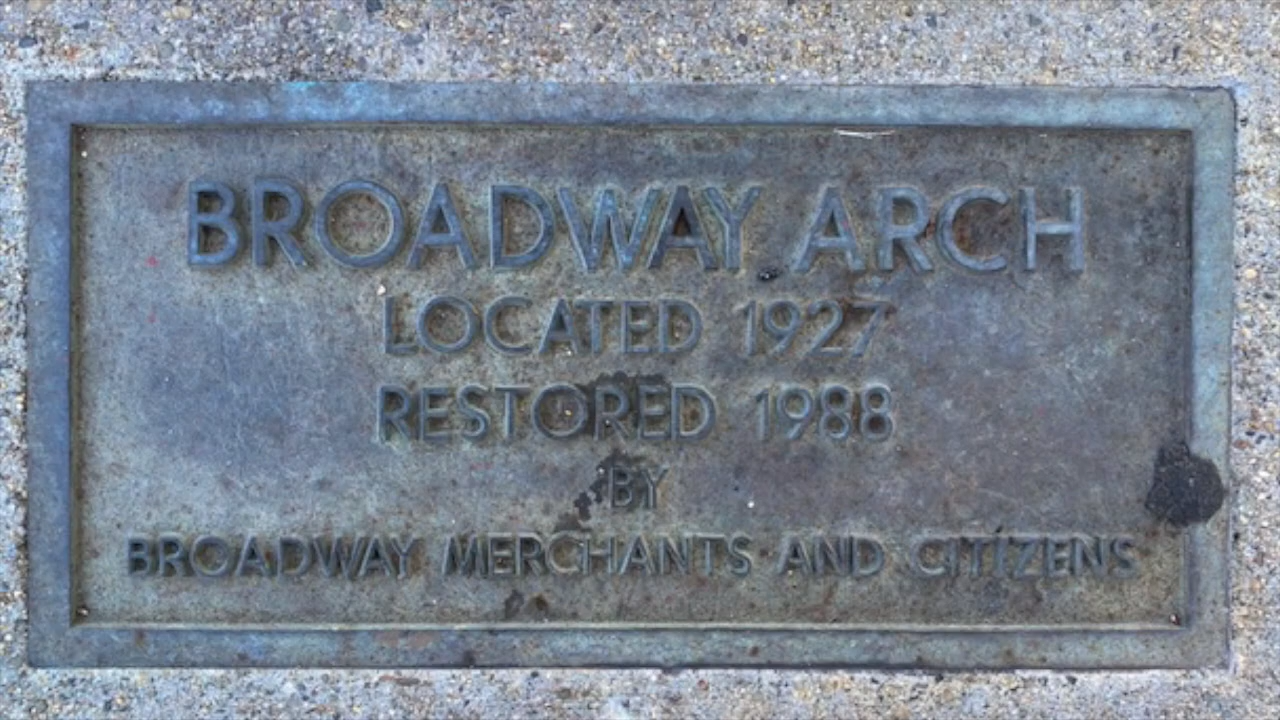 BROADWAY ARCH
LOCATED 1927
RESTORED 1988
BY
BROADWAY MERCHANTS AND CITIZENS